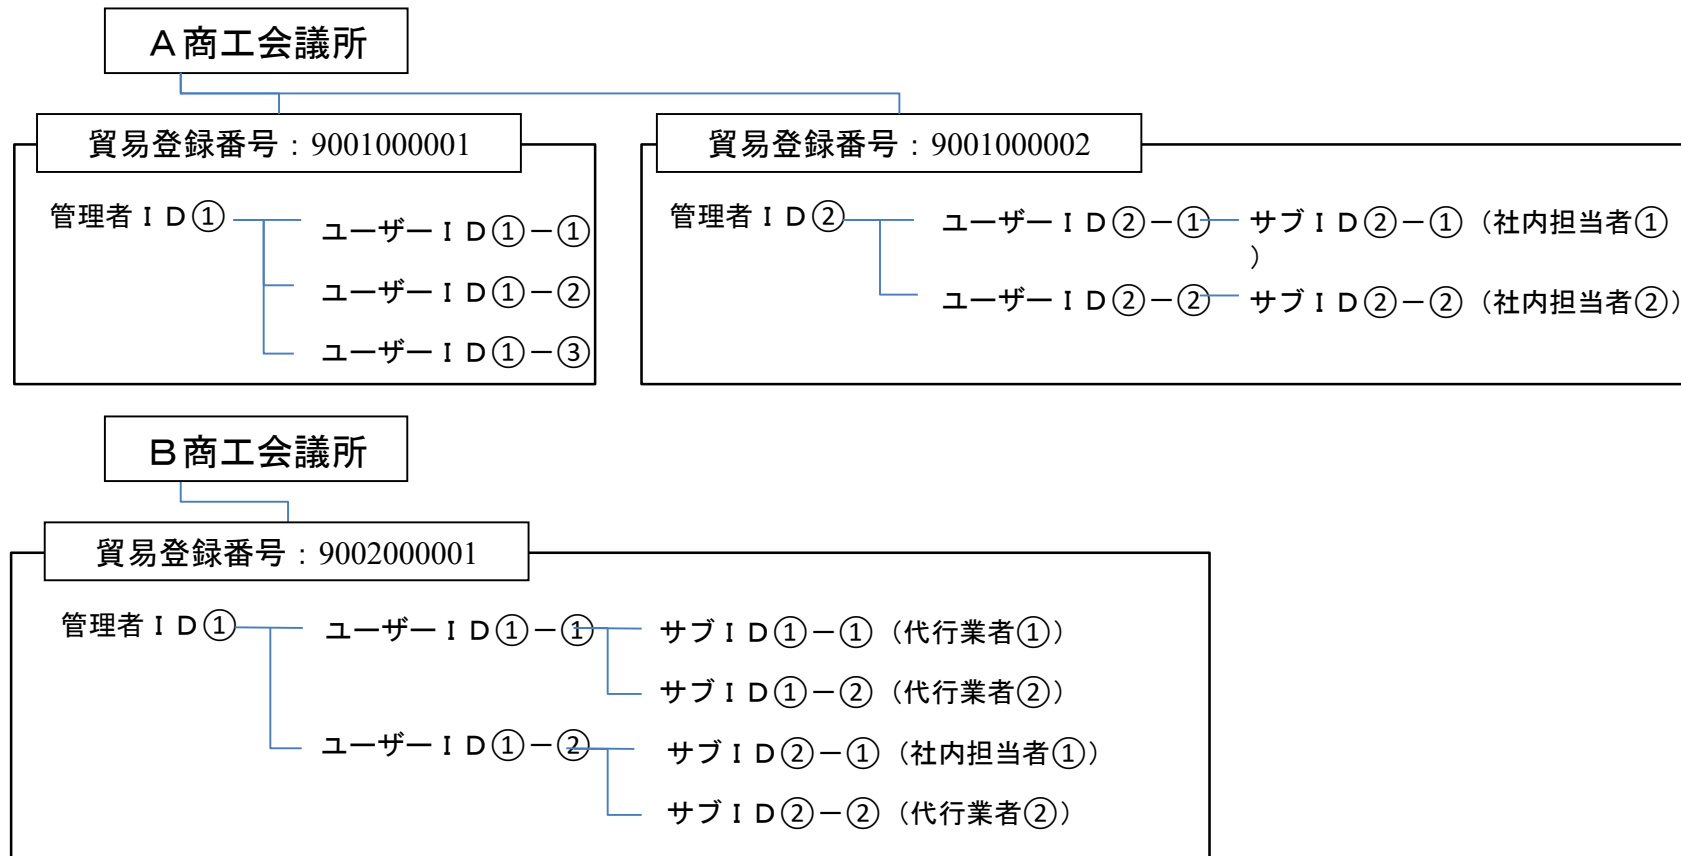 Ａ商工会議所
貿易登録番号：9001000001
管理者ＩＤ①
ユーザーＩＤ①－①
ユーザーＩＤ①－②
ユーザーＩＤ①－③
貿易登録番号：9001000002
管理者ＩＤ②
ユーザーＩＤ②－①
サブＩＤ②－①（社内担当者①
）
ユーザーＩＤ②－②
サブＩＤ②－②（社内担当者②）
Ｂ商工会議所
貿易登録番号：9002000001
管理者ＩＤ①
ユーザーＩＤ①－①
サブＩＤ①－①（代行業者①）
サブＩＤ①－②（代行業者②）
ユーザーＩＤ①－②
サブＩＤ②－①（社内担当者①）
サブＩＤ②－②（代行業者②）